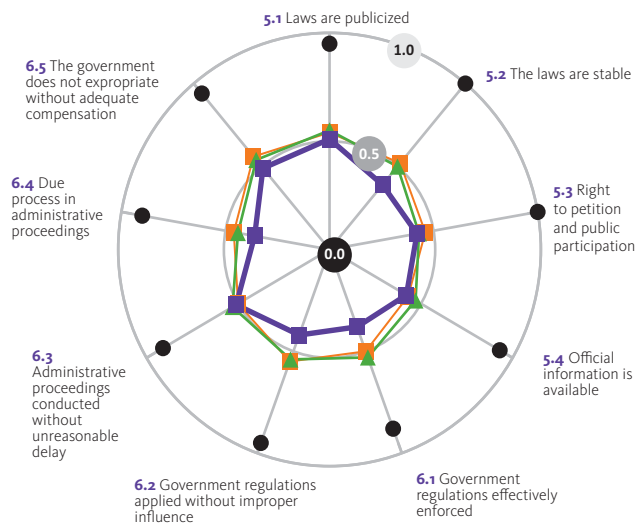 5.1 Laws are publicized
1.0
5.2 The laws are stable
0.5
5.3 Right
to petition
and public
participation
0.0
5.4 Official
information is
available
6.1 Government
regulations effectively
enforced
6.2 Government regulations
applied without improper
influence
6.3
Administrative
proceedings
conducted
without
unreasonable
delay
6.4 Due
process in
administrative
proceedings
6.5 The government
does not expropriate
without adequate
compensation